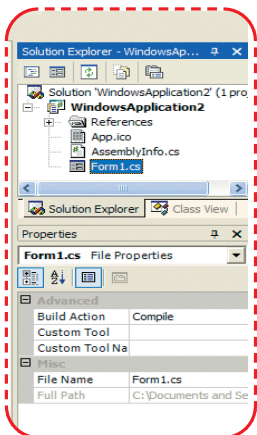 Solution Explorer - WindowsAp...
Solution 'WindowsApplication2' (1 proj
WindowsApplication2
References
App.ico
AssemblyInfo.cs
Form1.cs
Solution Explorer Class View
Properties
Form1.cs File Properties
Advanced
Build Action Compile
Custom Tool
Custom Tool Na
Misc
File Name Form1.cs
Full Path C:\Documents and Se